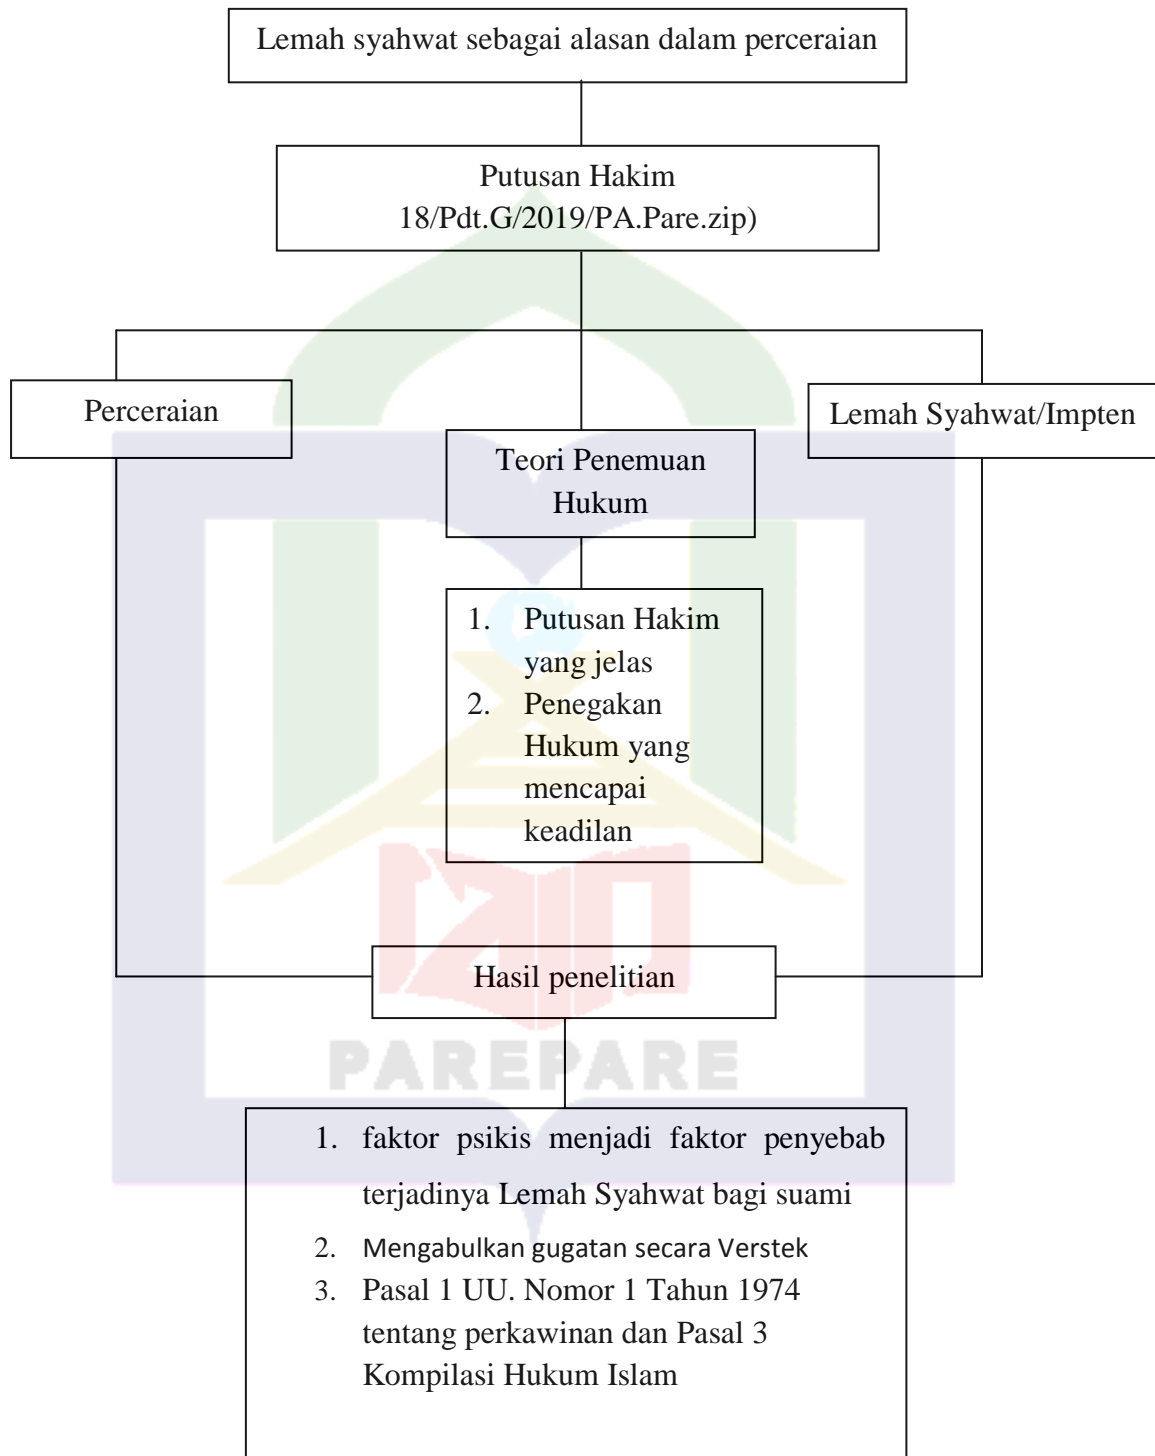 Lemah syahwat sebagai alasan dalam perceraian
Putusan Hakim
18/Pdt.G/2019/PA.Pare.zip)
Perceraian
Lemah Syahwat/Impten
Teori Penemuan
Hukum
1. Putusan Hakim
yang jelas
2. Penegakan
Hukum yang
mencapai
keadilan
Hasil penelitian
PAREPARE
1. faktor psikis menjadi faktor penyebab
terjadinya Lemah Syahwat bagi suami
2. Mengabulkan gugatan secara Verstek
3. Pasal 1 UU. Nomor 1 Tahun 1974
tentang perkawinan dan Pasal 3
Kompilasi Hukum Islam